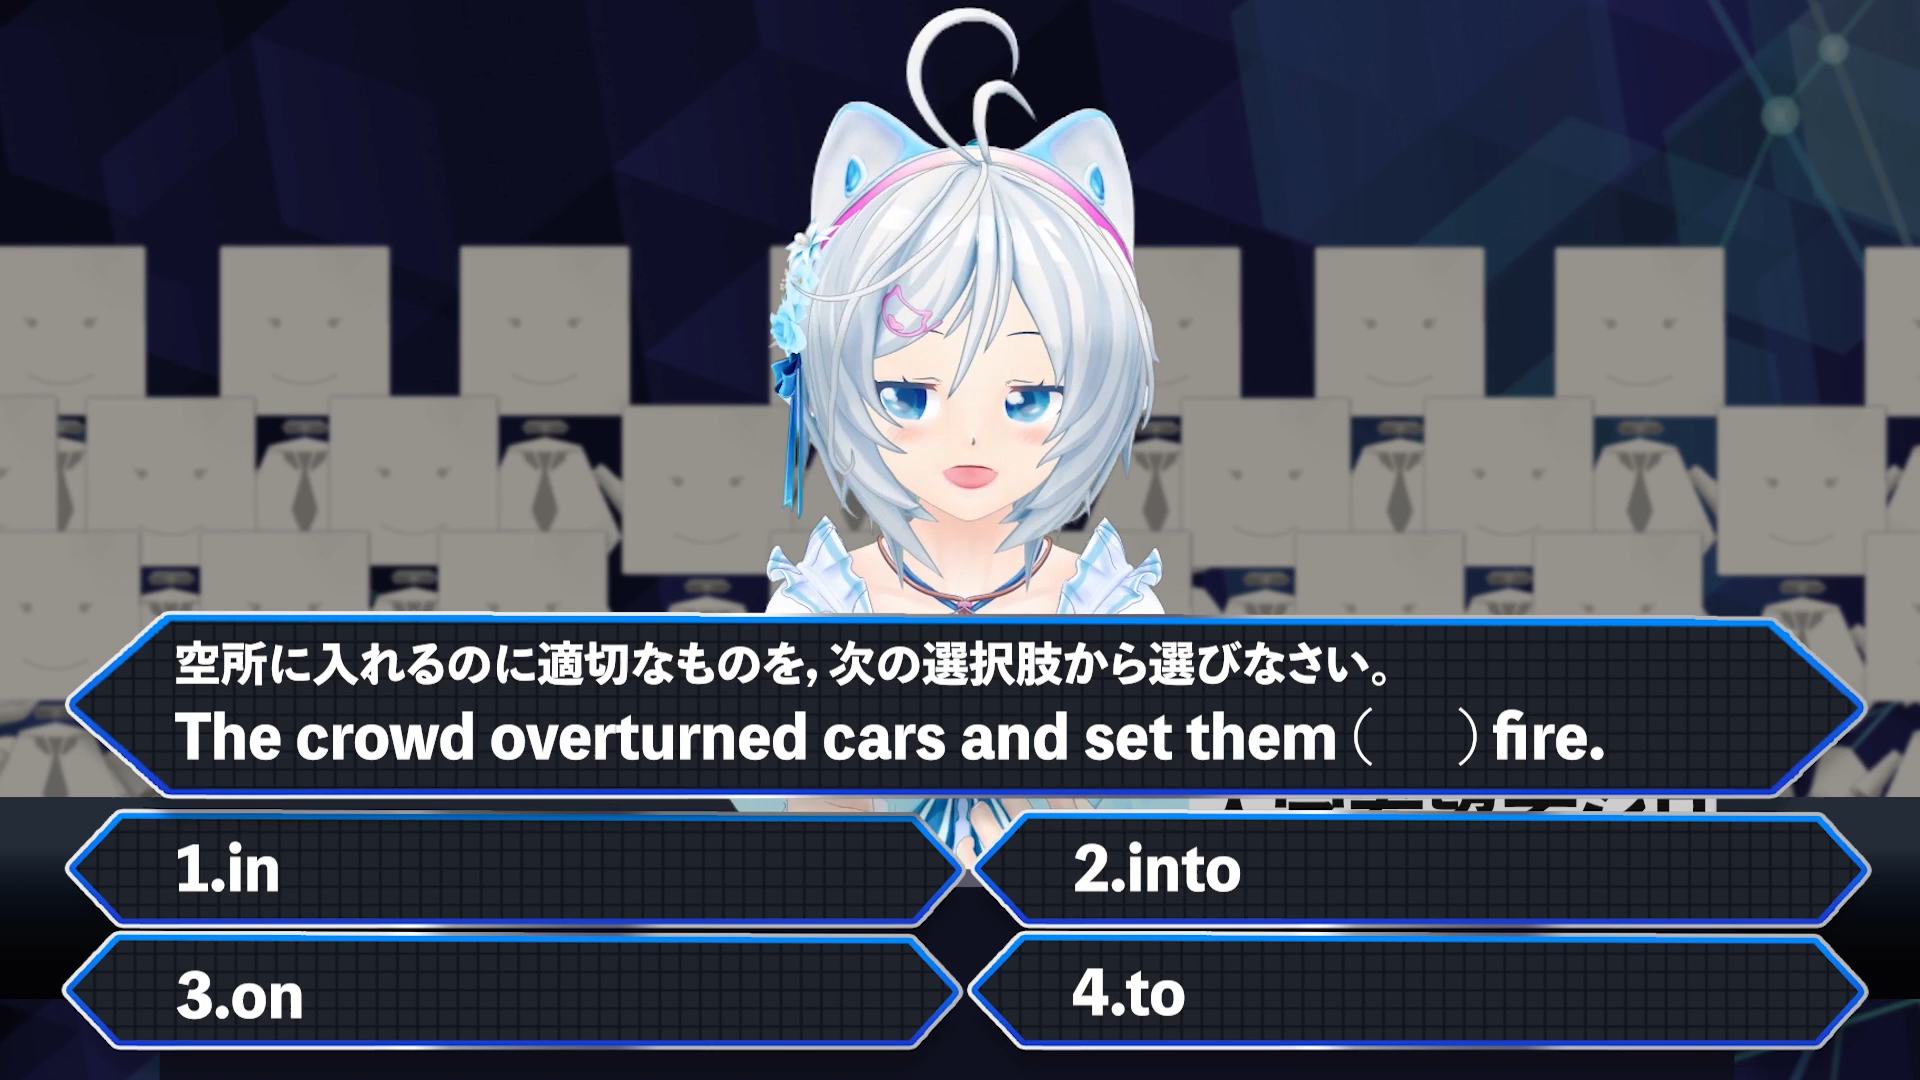 空所に入れるのに適切なものを，次の選択肢から選びなさい。
The crowd overturned cars and set them（　）fire.
1.in
2.into
3.on
4.to